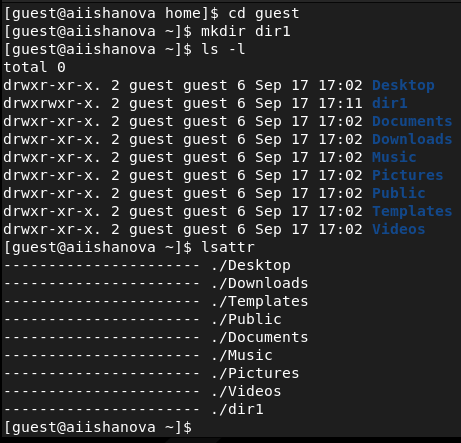 [guest@aiishanova home]$ cd guest
[guest@aiishanova ~]$ mkdir dir1
[guest@aiishanova ~]$ ls -l
total 0
drwxr-xr-x. 2 guest guest 6 Sep 17 17:02 Desktop
drwxrwxr-x. 2 guest guest 6 Sep 17 17:11 dir1
drwxr-xr-x. 2 guest guest 6 Sep 17 17:02 Documents
drwxr-xr-x. 2 guest guest 6 Sep 17 17:02 Downloads
drwxr-xr-x. 2 guest guest 6 Sep 17 17:02 Music
drwxr-xr-x. 2 guest guest 6 Sep 17 17:02 Pictures
drwxr-xr-x. 2 guest guest 6 Sep 17 17:02 Public
drwxr-xr-x. 2 guest guest 6 Sep 17 17:02 Templates
drwxr-xr-x. 2 guest guest 6 Sep 17 17:02 Videos
[guest@aiishanova ~]$ lsattr
---------------------- ./Desktop
---------------------- ./Downloads
---------------------- ./Templates
---------------------- ./Public
---------------------- ./Documents
---------------------- ./Music
---------------------- ./Pictures
---------------------- ./Videos
---------------------- ./dir1
[guest@aiishanova ~]$